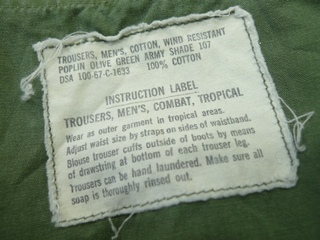 TROUSERS, MEN'S, COTTON, WIND RESISTANT
POPLIN OLIVE GREEN ARMY SHADE 107
DSA 100-67-C-1633 100% COTTON
INSTRUCTION LABEL
TROUSERS, MEN'S, COMBAT, TROPICAL
Wear as outer garment in tropical areas.
Adjust waist size by straps on sides of waistband.
Blouse trouser cuffs outside of boots by means
of drawstring at bottom of each trouser leg.
Trousers can be hand laundered. Make sure all
soap is thoroughly rinsed out.